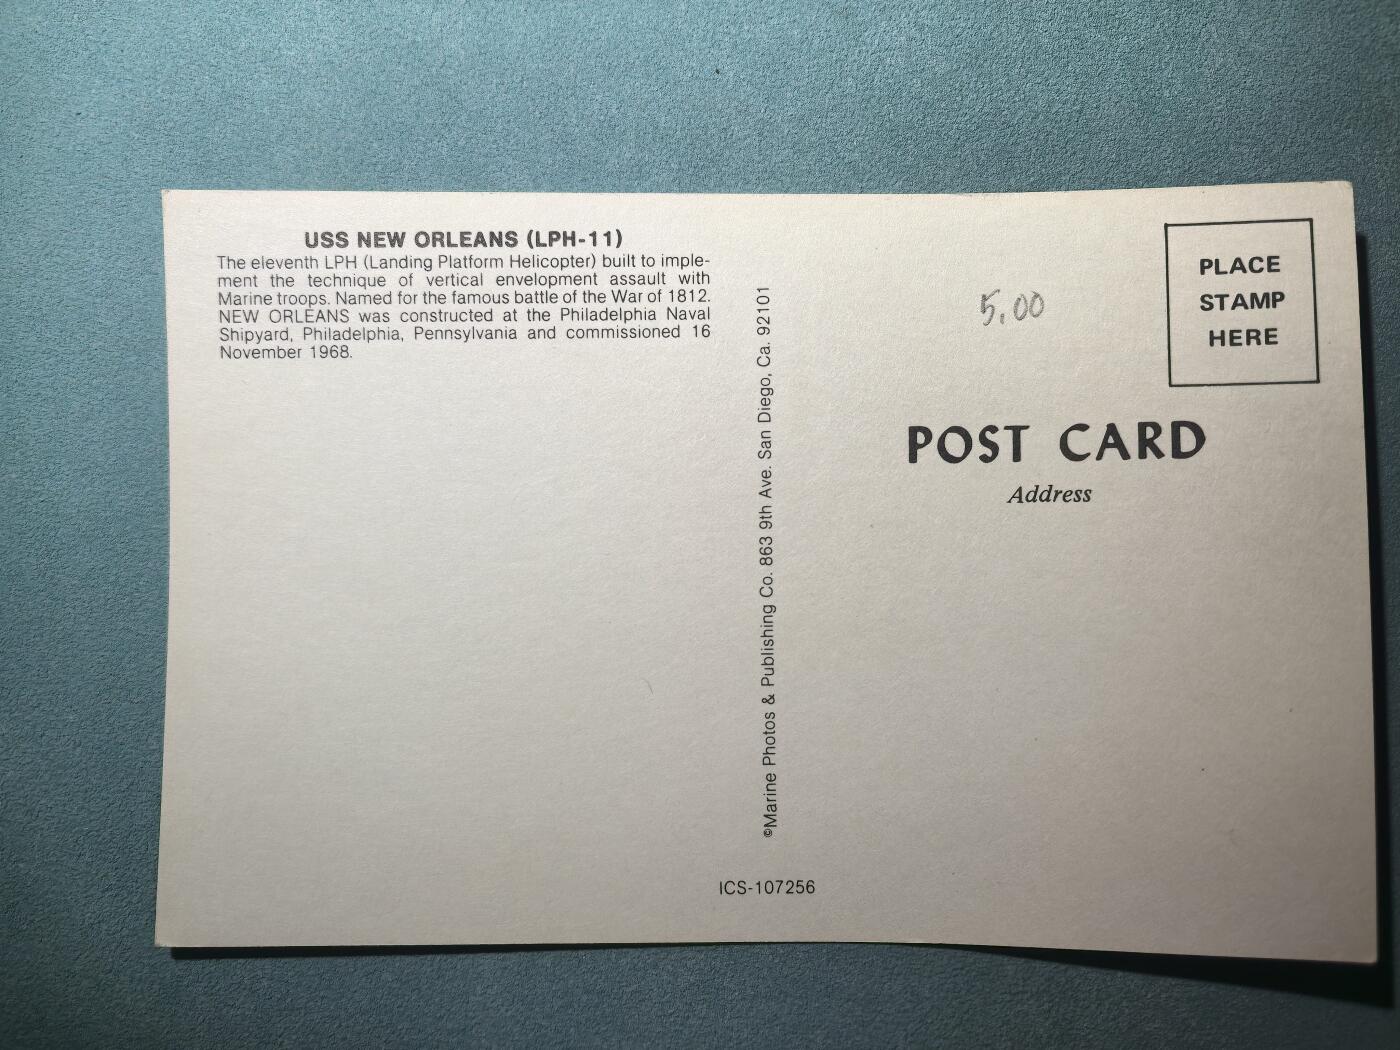 USS NEW ORLEANS (LPH-11)
The eleventh LPH (Landing Platform Helicopter) built to imple-
ment the technique of vertical envelopment assault with
Marine troops. Named for the famous battle of the War of 1812.
NEW ORLEANS was constructed at the Philadelphia Naval
Shipyard, Philadelphia, Pennsylvania and commissioned 16
November 1968.
©Marine Photos & Publishing Co. 863 9th Ave. San Diego, Ca. 92101
ICS-107256
5.00
PLACE
STAMP
HERE
POST CARD
Address